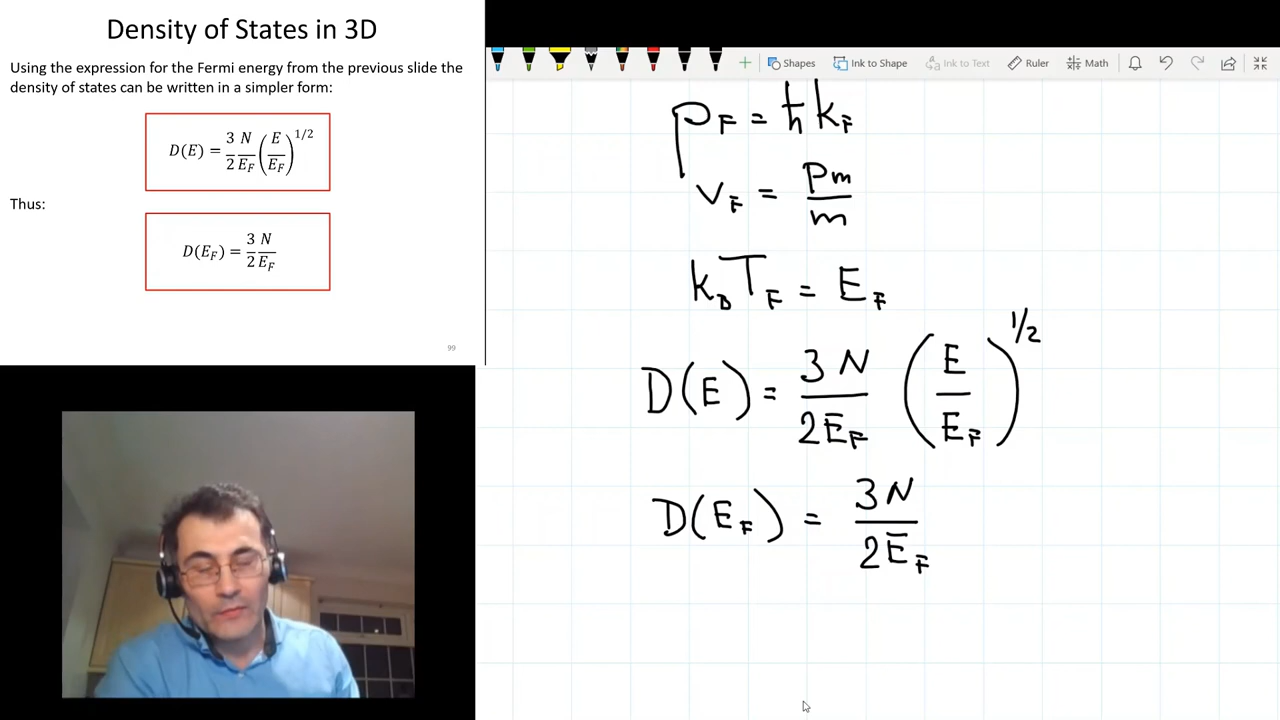 Density of States in 3D
Using the expression for the Fermi energy from the previous slide the
density of states can be written in a simpler form:
D(E) = 3/2 N/E_F (E/E_F)^1/2
Thus:
D(E_F) = 3/2 N/E_F
99
Shapes Ink to Shape Ink to Text Ruler Math
p_F = ħ k_F
v_F = pm/m
k_B T_F = E_F
D(E) = 3N/2E_F (E/E_F)^1/2
D(E_F) = 3N/2E_F